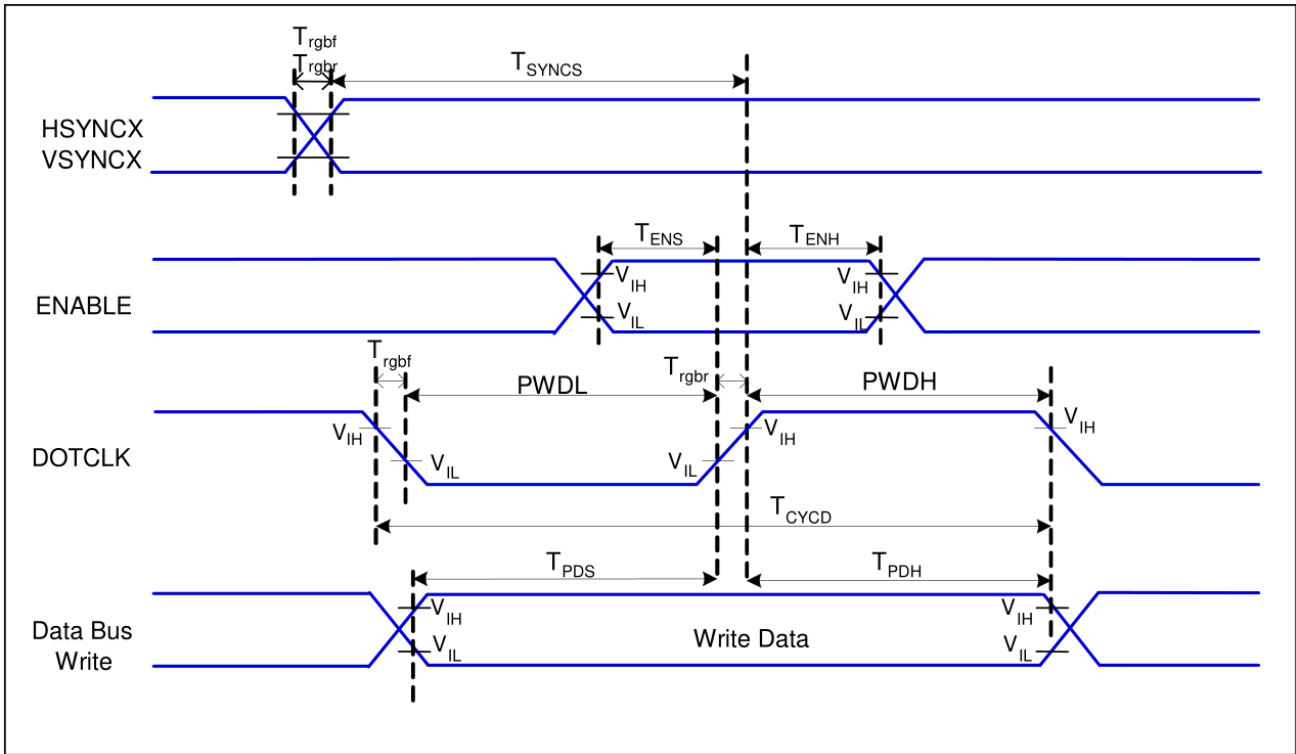 Trgbf
Trgbr
TSYNCS
HSYNCX
VSYNCX
TENS
TENH
VIH
VIH
VIL
VIL
ENABLE
Trgbf
Trgbr
PWDL
PWDH
VIH
VIH
VIH
VIL
VIL
DOTCLK
TCYCD
TPDS
TPDH
VIH
VIH
Data Bus
Write
Write Data
VIL
VIL